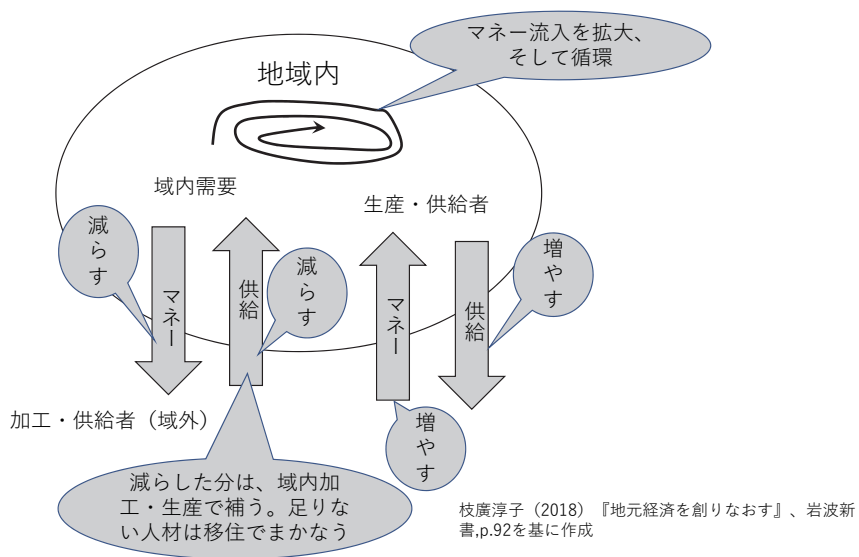 マネー流入を拡大、
そして循環
地域内
域内需要
生産・供給者
減らす
マネー
供給
減らす
マネー
供給
増やす
加工・供給者（域外）
増やす
減らした分は、域内加
工・生産で補う。足りな
い人材は移住でまかなう
枝廣淳子（2018）『地元経済を創りなおす』、岩波新
書,p.92を基に作成